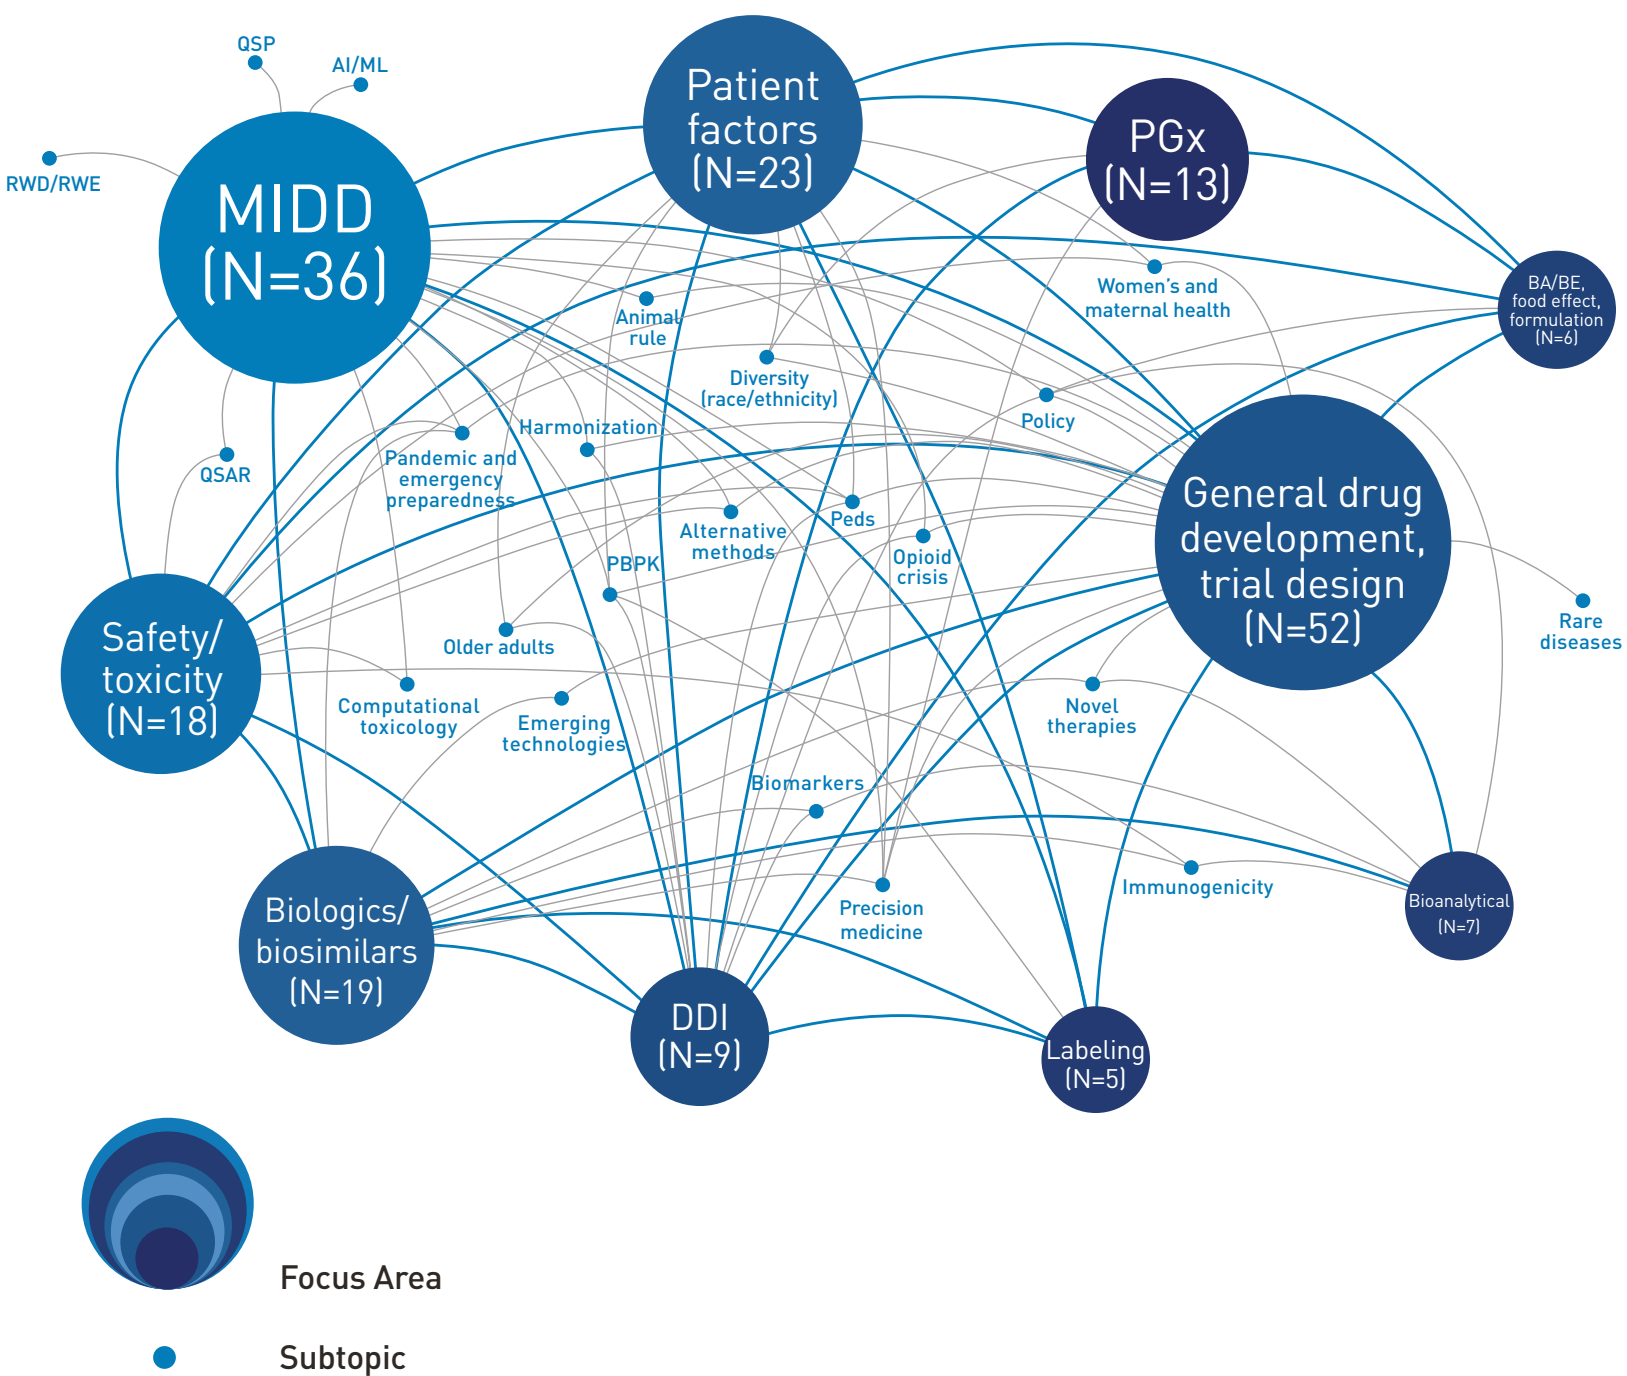 QSP
AI/ML
RWD/RWE
MIDD
(N=36)
Patient
factors
(N=23)
PGx
(N=13)
BA/BE,
food effect,
formulation
(N=6)
Women's and
maternal health
Animal
rule
Diversity
(race/ethnicity)
Policy
Harmonization
Pandemic and
emergency
preparedness
QSAR
Alternative
methods
Peds
Opioid
crisis
PBPK
General drug
development,
trial design
(N=52)
Rare
diseases
Safety/
toxicity
(N=18)
Older adults
Computational
toxicology
Emerging
technologies
Novel
therapies
Biomarkers
Immunogenicity
Precision
medicine
Biologics/
biosimilars
(N=19)
Bioanalytical
(N=7)
DDI
(N=9)
Labeling
(N=5)
Focus Area
Subtopic